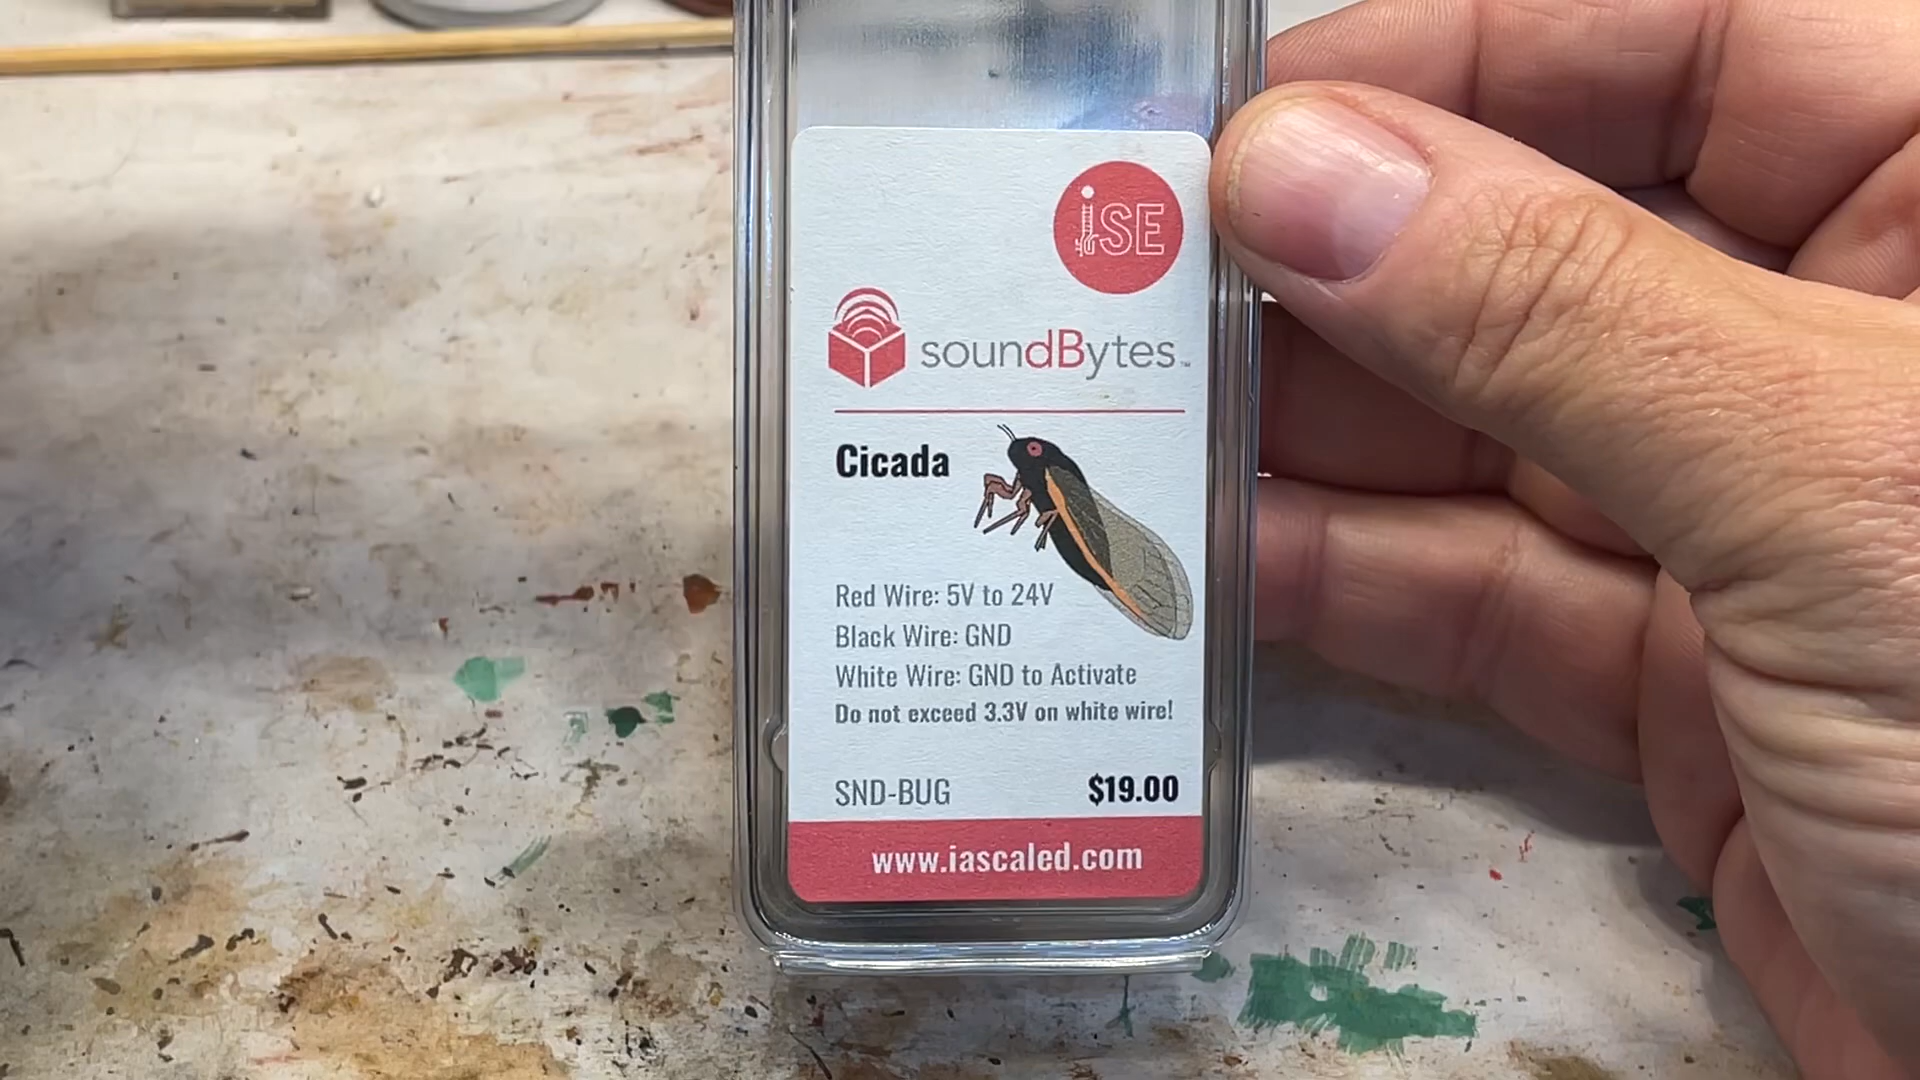 iSE
soundBytes™
Cicada
Red Wire: 5V to 24V
Black Wire: GND
White Wire: GND to Activate
Do not exceed 3.3V on white wire!
SND-BUG $19.00
www.iascaled.com